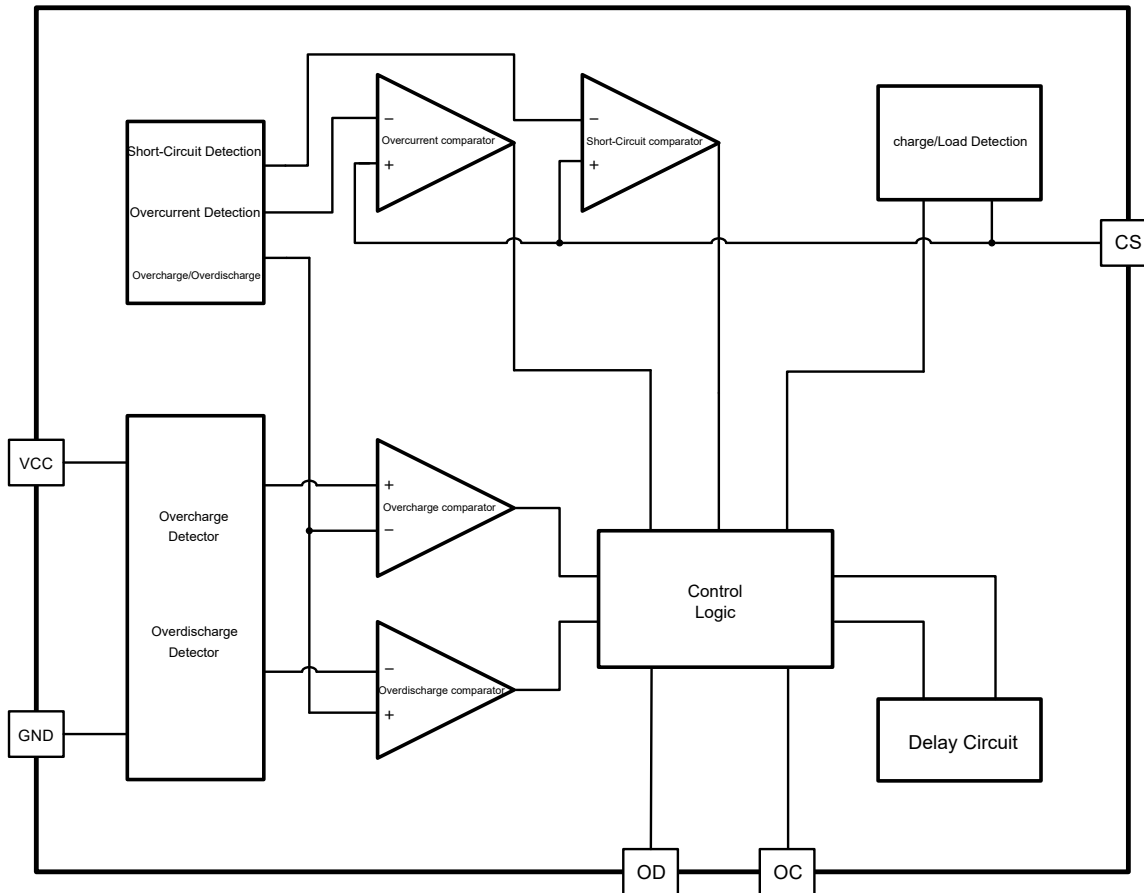 Short-Circuit Detection
Overcurrent Detection
Overcharge/Overdischarge
−
+
Overcurrent comparator
−
+
Short-Circuit comparator
charge/Load Detection
CS
VCC
GND
Overcharge
Detector
Overdischarge
Detector
+
−
Overcharge comparator
−
+
Overdischarge comparator
Control
Logic
Delay Circuit
OD
OC